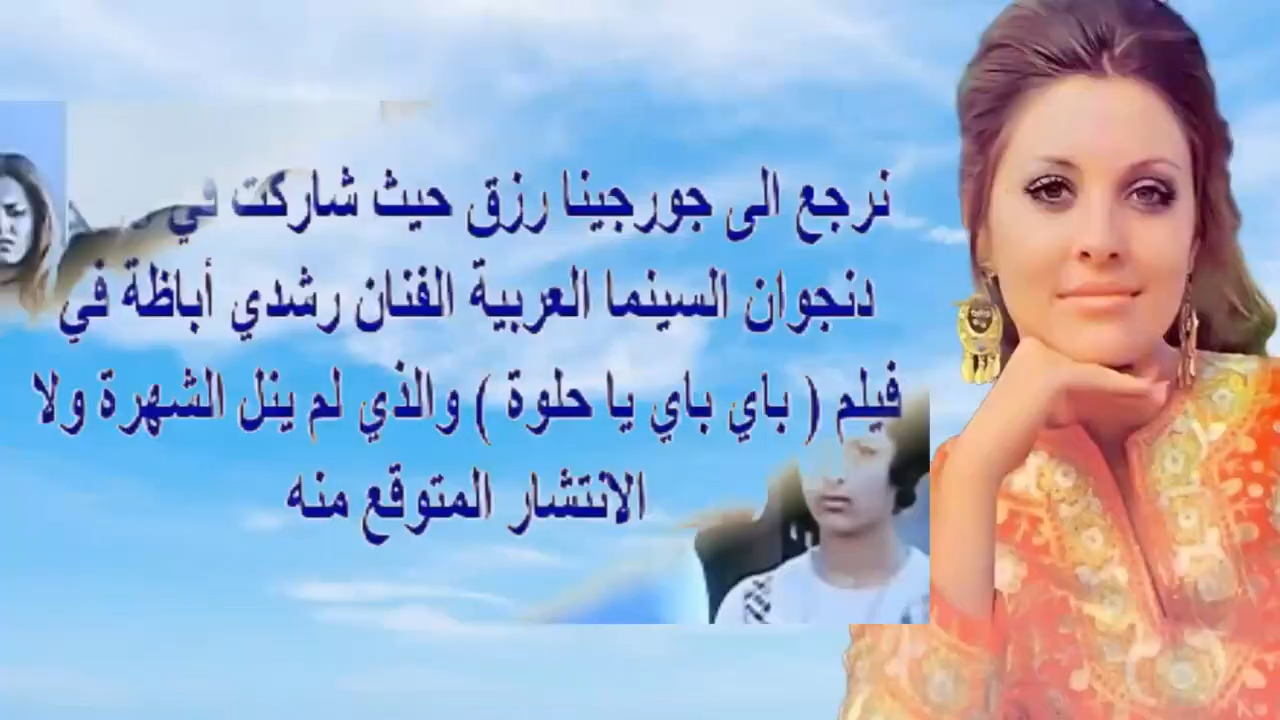 نرجع الى جورجينا رزق حيث شاركت في
دنجوان السينما العربية الفنان رشدي أباظة في
فيلم ( باي باي يا حلوة ) والذي لم ينل الشهرة ولا
الانتشار المتوقع منه